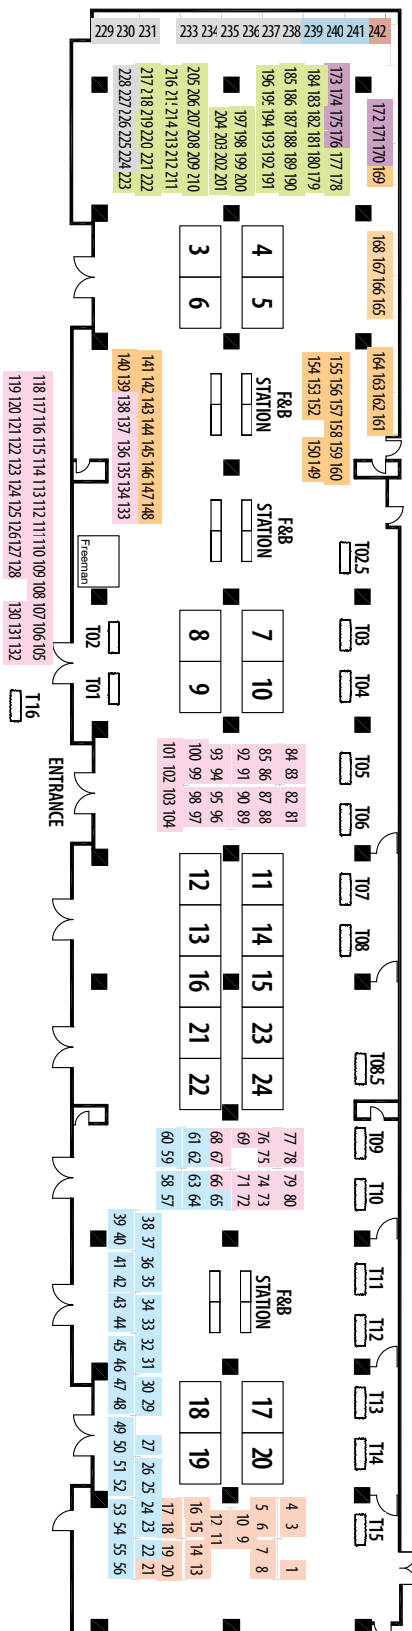 229 230 231 233 234 235 236 237 238 239 240 241 242
228 227 226 225 224 223
217 218 219 220 221 222
216 215 214 213 212 211
205 206 207 208 209 210
204 203 202 201
197 198 199 200
196 195 194 193 192 191
185 186 187 188 189 190
184 183 182 181 180 179
173 174 175 176 177 178
172 171 170 169
168 167 166 165
164 163 162 161
3 4
6 5
140 139 138 137 136 135 134 133
141 142 143 144 145 146 147 148
154 153 152 150 149
155 156 157 158 159 160
F&B
STATION
F&B
STATION
119 120 121 122 123 124 125 126 127 128 130 131 132
118 117 116 115 114 113 112 111 110 109 108 107 106 105
Freeman
T02
T01
T16
ENTRANCE
T02.5
T03
T04
T05
T06
T07
T08
T08.5
T09
T10
T11
T12
T13
T14
T15
8 7
9 10
101 102 103 104
100 99 98 97
93 94 95 96
92 91 90 89
85 86 87 88
84 83 82 81
12 11
13 14
16 15
21 23
22 24
60 59 58 57
61 62 63 64
68 67 66 65
69 71 72
76 75 74 73
77 78 79 80
F&B
STATION
39 40 41 42 43 44 45 46 47 48 49 50 51 52 53 54 55 56
38 37 36 35 34 33 32 31 30 29 27 26 25 24 23 22 21
18 17
19 20
17 18 19 20
16 15 14 13
12 11
10 9
5 6 7 8
4 3 1